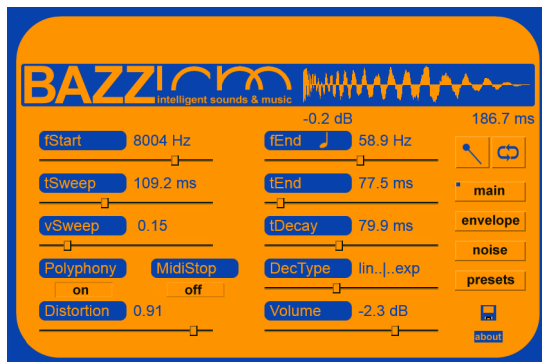 BAZZ ism
intelligent sounds & music
-0.2 dB 186.7 ms
fStart 8004 Hz fEnd 58.9 Hz
tSweep 109.2 ms tEnd 77.5 ms
main
vSweep 0.15 tDecay 79.9 ms
envelope
noise
Polyphony MidiStop DecType lin..|..exp
on off
presets
Distortion 0.91 Volume -2.3 dB
about